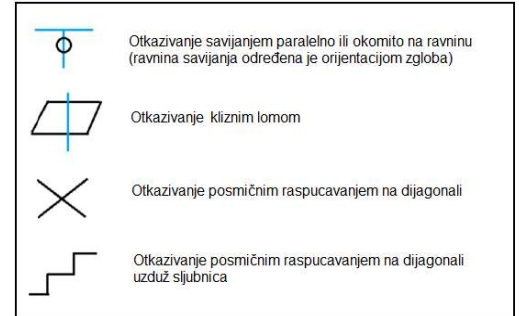 Otkazivanje savijanjem paralelno ili okomito na ravninu
(ravnina savijanja određena je orijentacijom zgloba)
Otkazivanje kliznim lomom
Otkazivanje posmičnim raspucavanjem na dijagonali
Otkazivanje posmičnim raspucavanjem na dijagonali
uzduž sljubnica